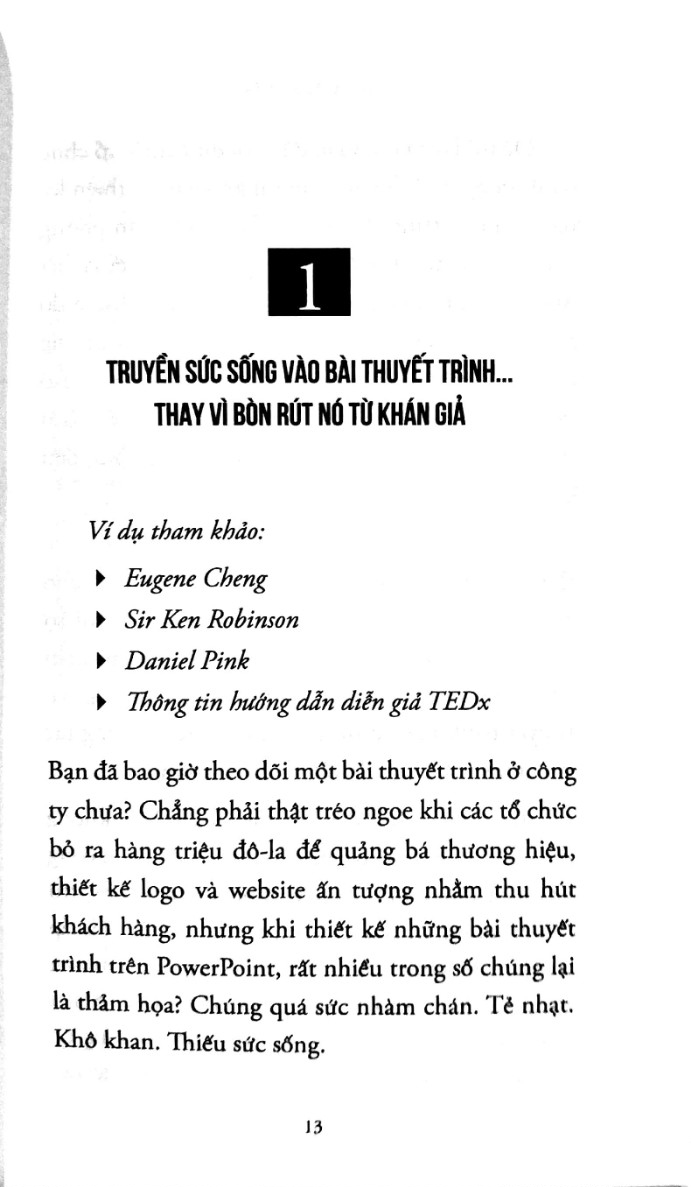 1
TRUYỀN SỨC SỐNG VÀO BÀI THUYẾT TRÌNH...
THAY VÌ BÒN RÚT NÓ TỪ KHÁN GIẢ
Ví dụ tham khảo:
Eugene Cheng
Sir Ken Robinson
Daniel Pink
Thông tin hướng dẫn diễn giả TEDx
Bạn đã bao giờ theo dõi một bài thuyết trình ở công
ty chưa? Chẳng phải thật tréo ngoe khi các tổ chức
bỏ ra hàng triệu đô-la để quảng bá thương hiệu,
thiết kế logo và website ấn tượng nhằm thu hút
khách hàng, nhưng khi thiết kế những bài thuyết
trình trên PowerPoint, rất nhiều trong số chúng lại
là thảm họa? Chúng quá sức nhàm chán. Tẻ nhạt.
Khô khan. Thiếu sức sống.
13